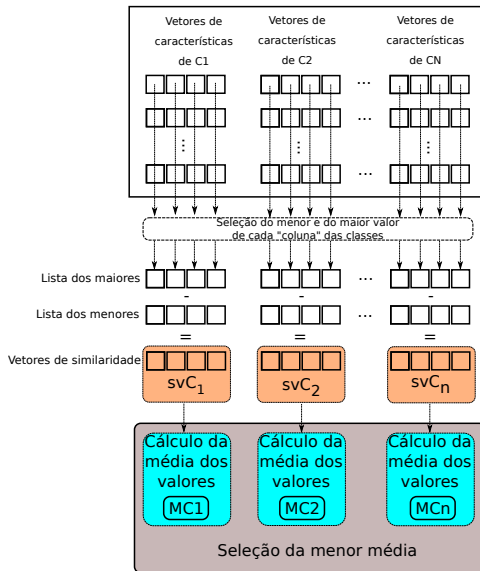 Vetores de
características
de C1
Vetores de
características
de C2
Vetores de
características
de CN
...
...
...
...
...
...
Seleção do menor e do maior valor
de cada "coluna" das classes
Lista dos maiores
...
- - -
Lista dos menores
...
= = =
Vetores de similaridade
svC1
svC2
svCn
Cálculo da
média dos
valores
MC1
Cálculo da
média dos
valores
MC2
Cálculo da
média dos
valores
MCn
Seleção da menor média